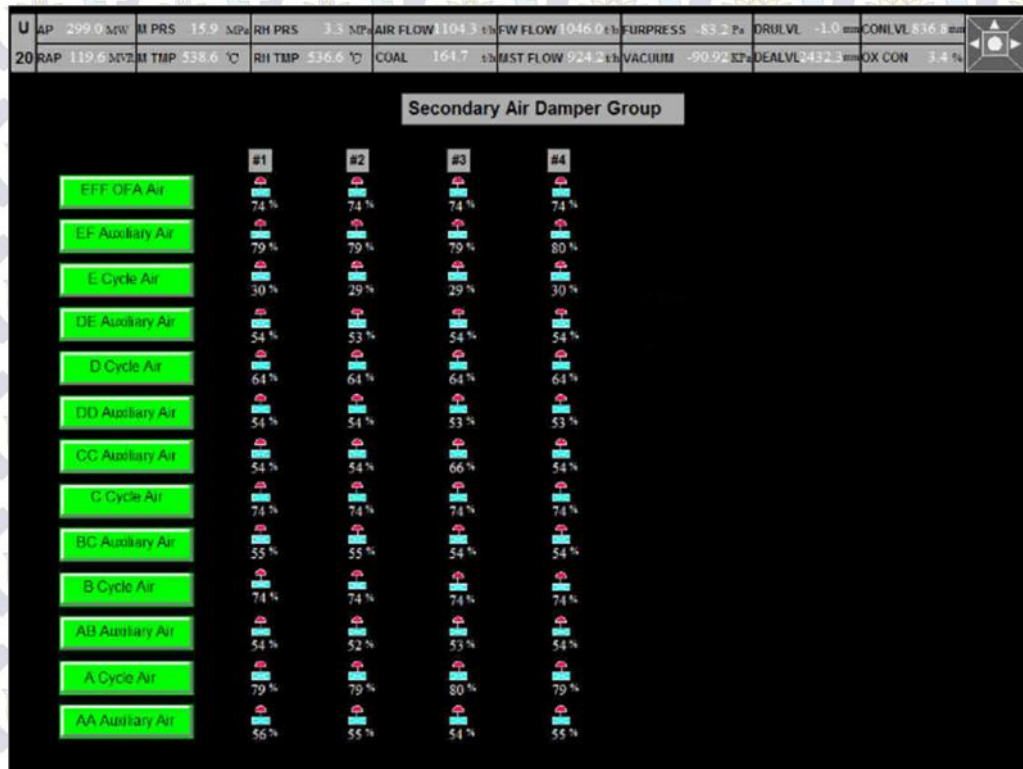 U AP 299.0 MW M PRS 15.9 MPa RH PRS 3.3 MPa AIR FLOW 1104.3 t/h FW FLOW 1046.0 t/h FURPRESS -83.2 Pa DRULVL -1.0 mm CONLVL 836.8 mm
20 RAP 119.6 MVR M TMP 538.6 ℃ RH TMP 536.6 ℃ COAL 164.7 t/h MST FLOW 924.2 t/h VACUUM -90.92 KPa DEALVL 2432.3 mm OX CON 3.4 %
Secondary Air Damper Group
#1 #2 #3 #4
EFF OFA Air 74 % 74 % 74 % 74 %
EF Auxiliary Air 79 % 79 % 79 % 80 %
E Cycle Air 30 % 29 % 29 % 30 %
DE Auxiliary Air 54 % 53 % 54 % 54 %
D Cycle Air 64 % 64 % 64 % 64 %
DD Auxiliary Air 54 % 54 % 53 % 53 %
CC Auxiliary Air 54 % 54 % 66 % 54 %
C Cycle Air 74 % 74 % 74 % 74 %
BC Auxiliary Air 55 % 55 % 54 % 54 %
B Cycle Air 74 % 74 % 74 % 74 %
AB Auxiliary Air 54 % 52 % 53 % 54 %
A Cycle Air 79 % 79 % 80 % 79 %
AA Auxiliary Air 56 % 55 % 54 % 55 %